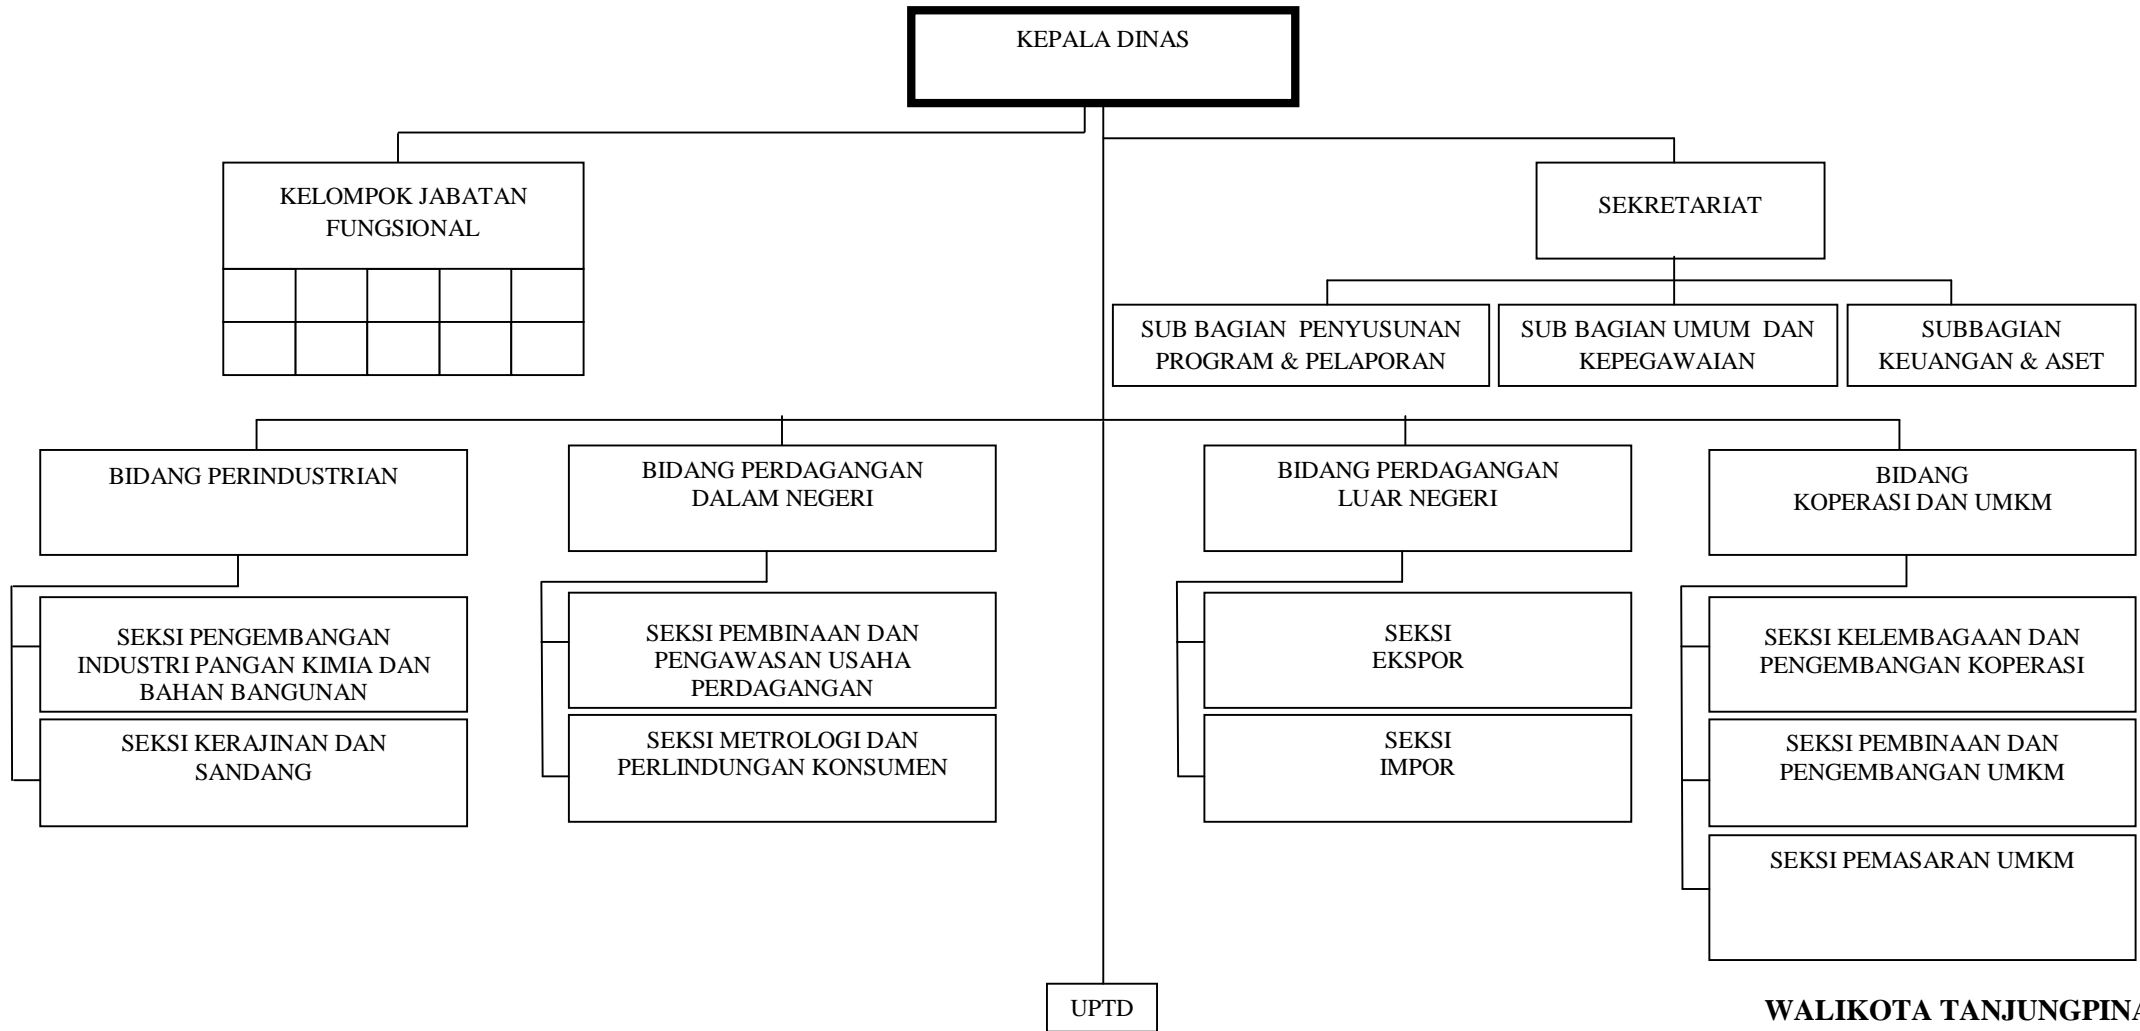 KEPALA DINAS
KELOMPOK JABATAN
FUNGSIONAL
SEKRETARIAT
SUB BAGIAN PENYUSUNAN
PROGRAM & PELAPORAN
SUB BAGIAN UMUM DAN
KEPEGAWAIAN
SUBBAGIAN
KEUANGAN & ASET
BIDANG PERINDUSTRIAN
BIDANG PERDAGANGAN
DALAM NEGERI
BIDANG PERDAGANGAN
LUAR NEGERI
BIDANG
KOPERASI DAN UMKM
SEKSI PENGEMBANGAN
INDUSTRI PANGAN KIMIA DAN
BAHAN BANGUNAN
SEKSI KERAJINAN DAN
SANDANG
SEKSI PEMBINAAN DAN
PENGAWASAN USAHA
PERDAGANGAN
SEKSI METROLOGI DAN
PERLINDUNGAN KONSUMEN
SEKSI
EKSPOR
SEKSI
IMPOR
SEKSI KELEMBAGAAN DAN
PENGEMBANGAN KOPERASI
SEKSI PEMBINAAN DAN
PENGEMBANGAN UMKM
SEKSI PEMASARAN UMKM
UPTD
WALIKOTA TANJUNGPINA